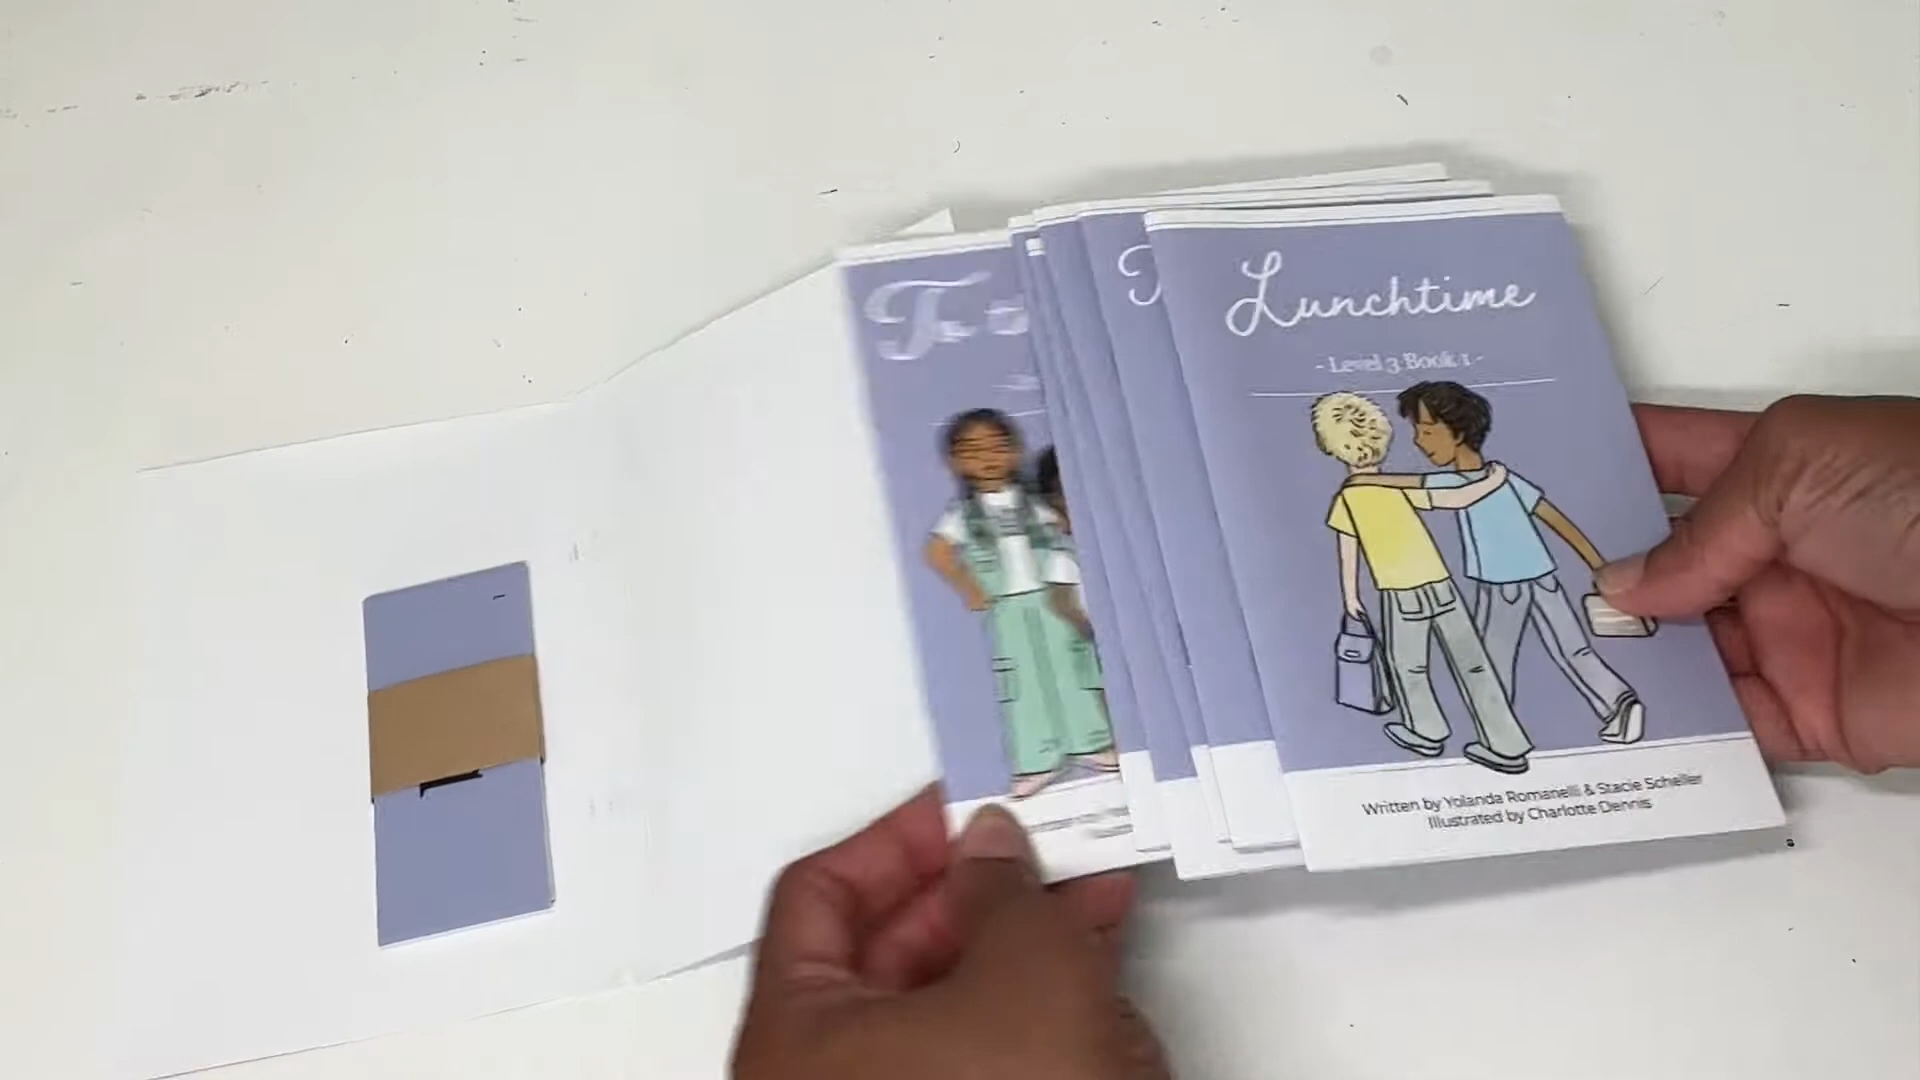 Lunchtime
- Level 3 Book 1 -
Written by Yolanda Romanelli & Stacie Scheller
Illustrated by Charlotte Dennis